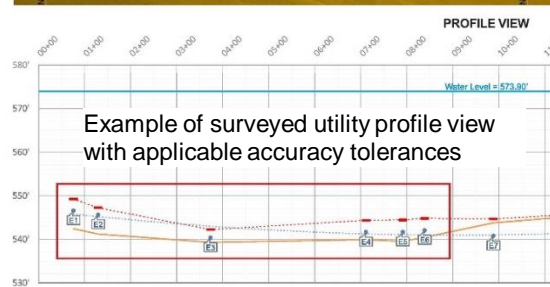 PROFILE VIEW
00+00 01+00 02+00 03+00 04+00 05+00 06+00 07+00 08+00 09+00 10+00
580'
Water Level = 573.90'
570'
Example of surveyed utility profile view
with applicable accuracy tolerances
560'
550'
E1 E2 E3 E4 E5 E6 E7
540'
530'